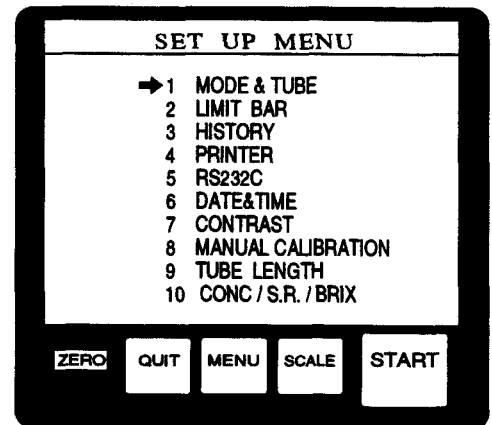 SET UP MENU
➡1 MODE & TUBE
2 LIMIT BAR
3 HISTORY
4 PRINTER
5 RS232C
6 DATE&TIME
7 CONTRAST
8 MANUAL CALIBRATION
9 TUBE LENGTH
10 CONC / S.R. / BRIX
ZERO QUIT MENU SCALE START